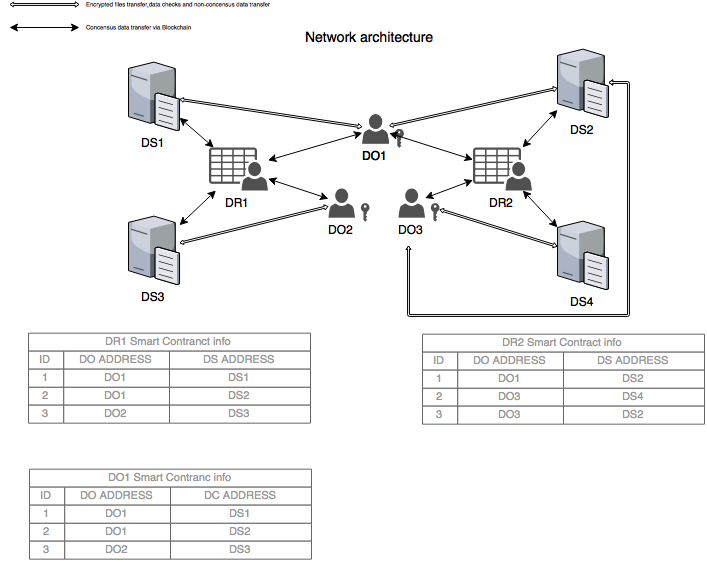 Encrypted files transfer,data checks and non-concensus data transfer
Concensus data transfer via Blockchain
Network architecture
DS1
DO1
DS2
DR1
DR2
DO2
DO3
DS3
DS4
DR1 Smart Contranct info
ID DO ADDRESS DS ADDRESS
1 DO1 DS1
2 DO1 DS2
3 DO2 DS3
DR2 Smart Contract info
ID DO ADDRESS DS ADDRESS
1 DO1 DS2
2 DO3 DS4
3 DO3 DS2
DO1 Smart Contranc info
ID DO ADDRESS DC ADDRESS
1 DO1 DS1
2 DO1 DS2
3 DO2 DS3